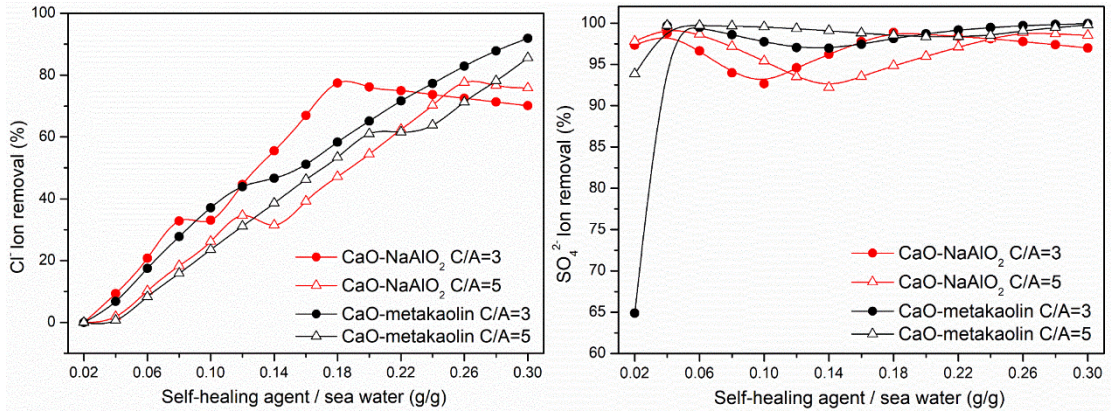 Cl⁻ Ion removal (%)
100
80
60
40
20
0
CaO-NaAlO₂ C/A=3
CaO-NaAlO₂ C/A=5
CaO-metakaolin C/A=3
CaO-metakaolin C/A=5
0.02 0.06 0.10 0.14 0.18 0.22 0.26 0.30
Self-healing agent / sea water (g/g)
SO₄²⁻ Ion removal (%)
100
95
90
85
80
75
70
65
60
CaO-NaAlO₂ C/A=3
CaO-NaAlO₂ C/A=5
CaO-metakaolin C/A=3
CaO-metakaolin C/A=5
0.02 0.06 0.10 0.14 0.18 0.22 0.26 0.30
Self-healing agent / sea water (g/g)